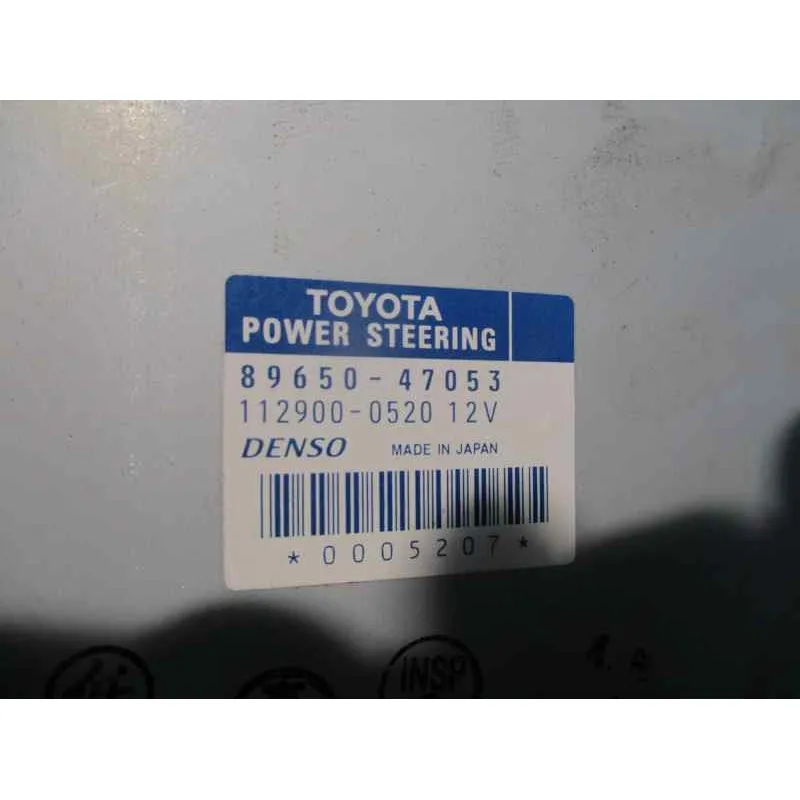 TOYOTA
POWER STEERING
89650-47053
112900-0520 12V
DENSO MADE IN JAPAN
*0005207*
INSP